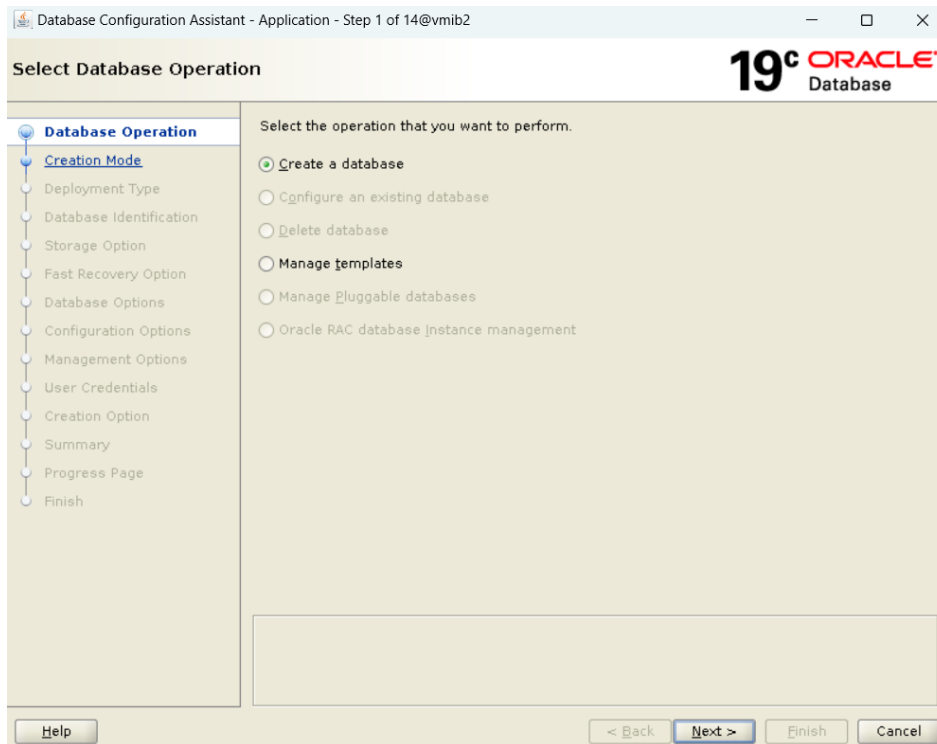 Database Configuration Assistant - Application - Step 1 of 14@vmib2
Select Database Operation
19c ORACLE
Database
Database Operation
Creation Mode
Deployment Type
Database Identification
Storage Option
Fast Recovery Option
Database Options
Configuration Options
Management Options
User Credentials
Creation Option
Summary
Progress Page
Finish
Select the operation that you want to perform.
Create a database
Configure an existing database
Delete database
Manage templates
Manage Pluggable databases
Oracle RAC database Instance management
Help
< Back
Next >
Finish
Cancel